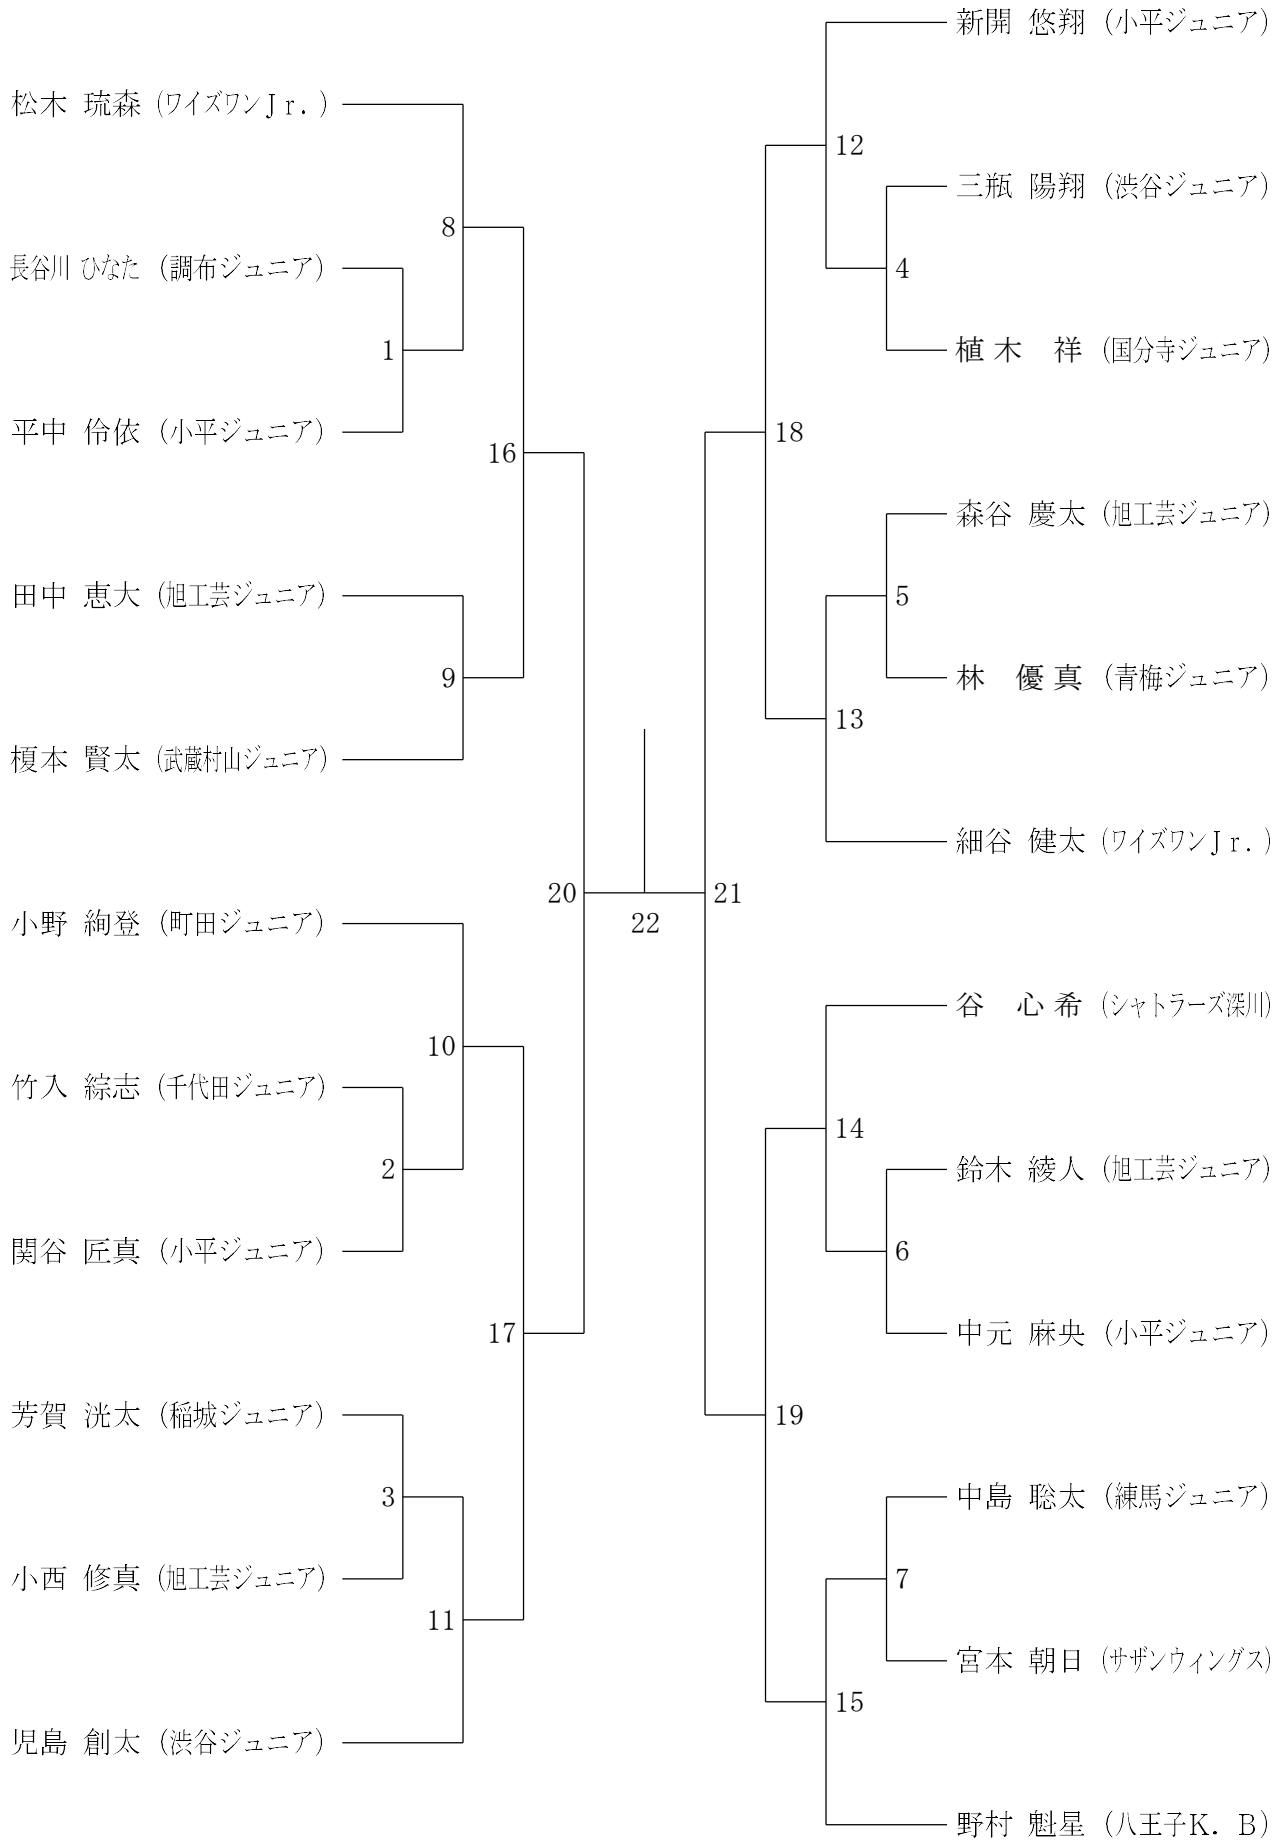 松木 琉森 (ワイズワンＪｒ．)
8
長谷川 ひなた (調布ジュニア)
1
平中 伶依 (小平ジュニア)
16
田中 恵大 (旭工芸ジュニア)
9
榎本 賢太 (武蔵村山ジュニア)
20
小野 絢登 (町田ジュニア)
10
竹入 綜志 (千代田ジュニア)
2
関谷 匠真 (小平ジュニア)
17
芳賀 洸太 (稲城ジュニア)
3
小西 修真 (旭工芸ジュニア)
11
児島 創太 (渋谷ジュニア)
22
新開 悠翔 (小平ジュニア)
12
三瓶 陽翔 (渋谷ジュニア)
4
植木 祥 (国分寺ジュニア)
18
森谷 慶太 (旭工芸ジュニア)
5
林 優真 (青梅ジュニア)
13
細谷 健太 (ワイズワンＪｒ．)
21
谷 心希 (シャトラーズ深川)
14
鈴木 綾人 (旭工芸ジュニア)
6
中元 麻央 (小平ジュニア)
19
中島 聡太 (練馬ジュニア)
7
宮本 朝日 (サザンウィングス)
15
野村 魁星 (八王子Ｋ．Ｂ)